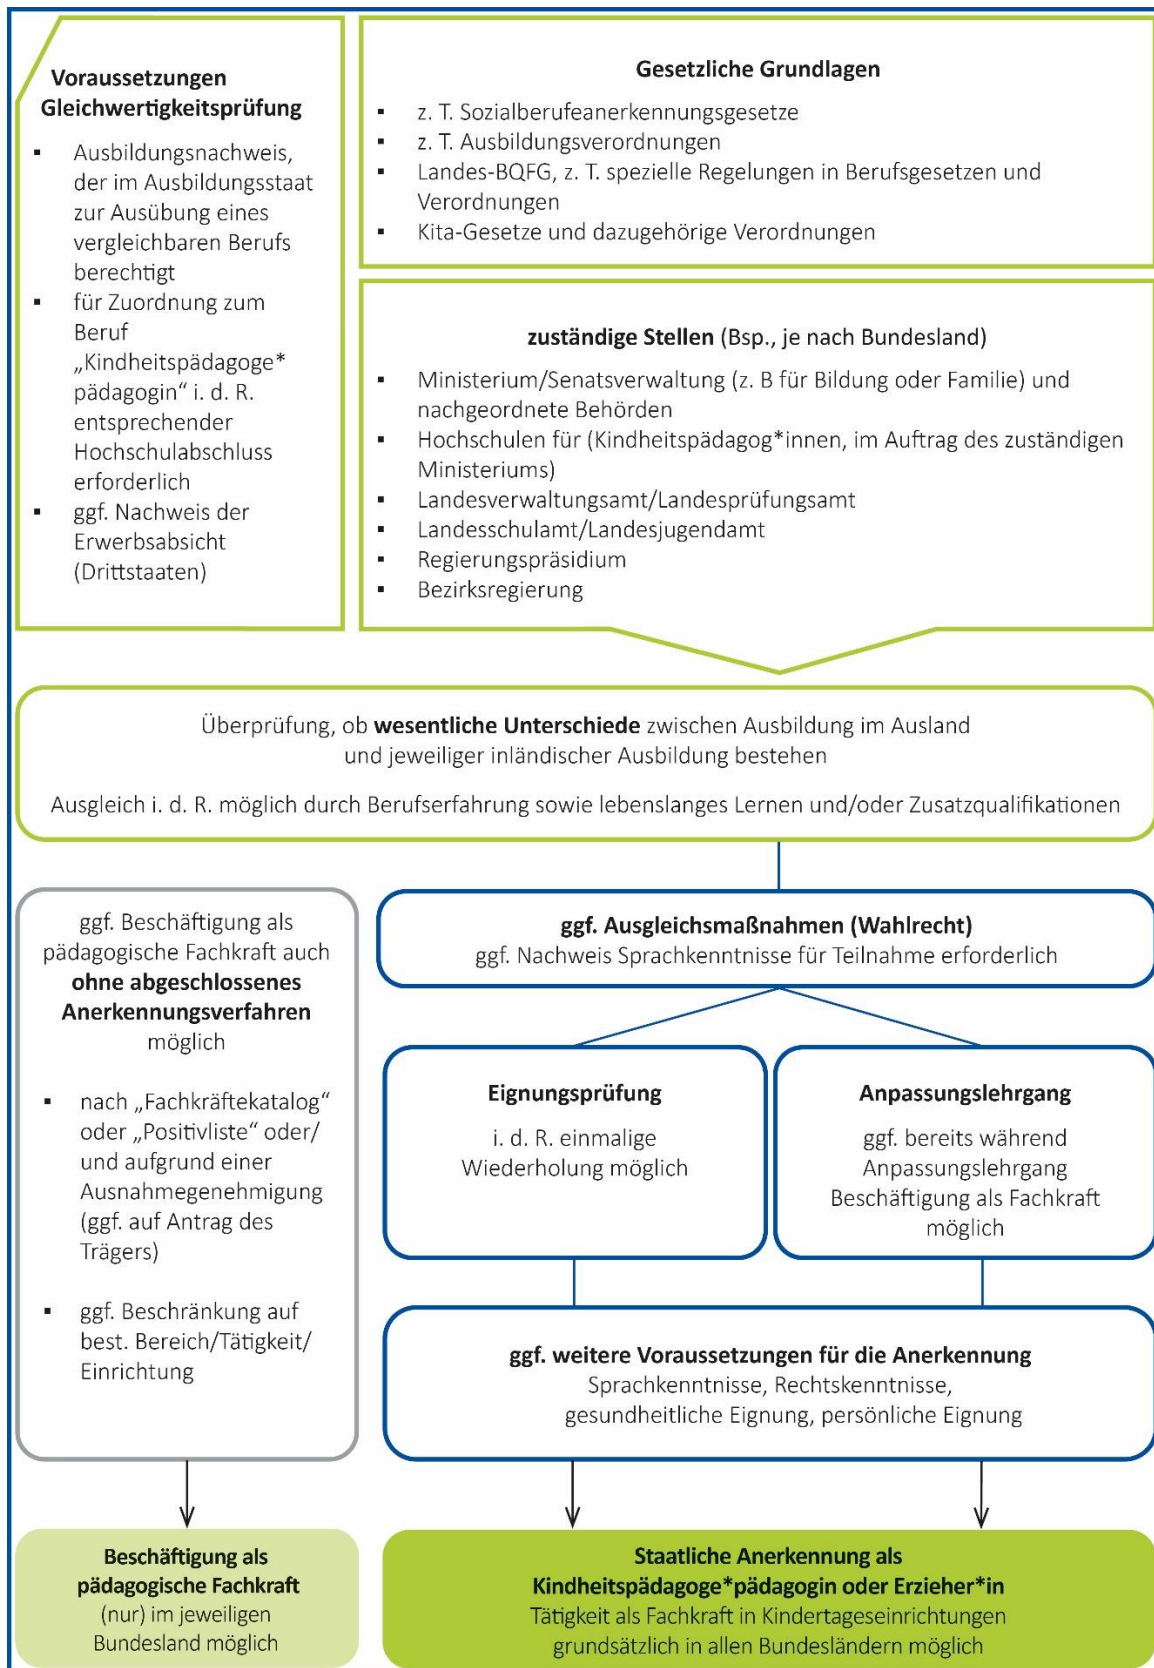 Voraussetzungen
Gleichwertigkeitsprüfung
▪ Ausbildungsnachweis,
der im Ausbildungsstaat
zur Ausübung eines
vergleichbaren Berufs
berechtigt
▪ für Zuordnung zum
Beruf
„Kindheitspädagoge*
pädagogin“ i. d. R.
entsprechender
Hochschulabschluss
erforderlich
▪ ggf. Nachweis der
Erwerbsabsicht
(Drittstaaten)
Gesetzliche Grundlagen
▪ z. T. Sozialberufeanerkennungsgesetze
▪ z. T. Ausbildungsverordnungen
▪ Landes-BQFG, z. T. spezielle Regelungen in Berufsgesetzen und
Verordnungen
▪ Kita-Gesetze und dazugehörige Verordnungen
zuständige Stellen (Bsp., je nach Bundesland)
▪ Ministerium/Senatsverwaltung (z. B für Bildung oder Familie) und
nachgeordnete Behörden
▪ Hochschulen für (Kindheitspädagog*innen, im Auftrag des zuständigen
Ministeriums)
▪ Landesverwaltungsamt/Landesprüfungsamt
▪ Landesschulamt/Landesjugendamt
▪ Regierungspräsidium
▪ Bezirksregierung
Überprüfung, ob wesentliche Unterschiede zwischen Ausbildung im Ausland
und jeweiliger inländischer Ausbildung bestehen
Ausgleich i. d. R. möglich durch Berufserfahrung sowie lebenslanges Lernen und/oder Zusatzqualifikationen
ggf. Beschäftigung als
pädagogische Fachkraft auch
ohne abgeschlossenes
Anerkennungsverfahren
möglich
▪ nach „Fachkräftekatalog“
oder „Positivliste“ oder/
und aufgrund einer
Ausnahmegenehmigung
(ggf. auf Antrag des
Trägers)
▪ ggf. Beschränkung auf
best. Bereich/Tätigkeit/
Einrichtung
ggf. Ausgleichsmaßnahmen (Wahlrecht)
ggf. Nachweis Sprachkenntnisse für Teilnahme erforderlich
Eignungsprüfung
i. d. R. einmalige
Wiederholung möglich
Anpassungslehrgang
ggf. bereits während
Anpassungslehrgang
Beschäftigung als Fachkraft
möglich
ggf. weitere Voraussetzungen für die Anerkennung
Sprachkenntnisse, Rechtskenntnisse,
gesundheitliche Eignung, persönliche Eignung
Beschäftigung als
pädagogische Fachkraft
(nur) im jeweiligen
Bundesland möglich
Staatliche Anerkennung als
Kindheitspädagoge*pädagogin oder Erzieher*in
Tätigkeit als Fachkraft in Kindertageseinrichtungen
grundsätzlich in allen Bundesländern möglich